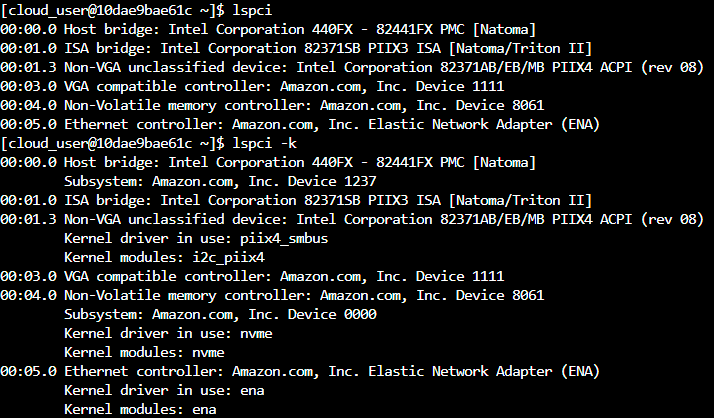 [cloud_user@10dae9bae61c ~]$ lspci
00:00.0 Host bridge: Intel Corporation 440FX - 82441FX PMC [Natoma]
00:01.0 ISA bridge: Intel Corporation 82371SB PIIX3 ISA [Natoma/Triton II]
00:01.3 Non-VGA unclassified device: Intel Corporation 82371AB/EB/MB PIIX4 ACPI (rev 08)
00:03.0 VGA compatible controller: Amazon.com, Inc. Device 1111
00:04.0 Non-Volatile memory controller: Amazon.com, Inc. Device 8061
00:05.0 Ethernet controller: Amazon.com, Inc. Elastic Network Adapter (ENA)
[cloud_user@10dae9bae61c ~]$ lspci -k
00:00.0 Host bridge: Intel Corporation 440FX - 82441FX PMC [Natoma]
        Subsystem: Amazon.com, Inc. Device 1237
00:01.0 ISA bridge: Intel Corporation 82371SB PIIX3 ISA [Natoma/Triton II]
00:01.3 Non-VGA unclassified device: Intel Corporation 82371AB/EB/MB PIIX4 ACPI (rev 08)
        Kernel driver in use: piix4_smbus
        Kernel modules: i2c_piix4
00:03.0 VGA compatible controller: Amazon.com, Inc. Device 1111
00:04.0 Non-Volatile memory controller: Amazon.com, Inc. Device 8061
        Subsystem: Amazon.com, Inc. Device 0000
        Kernel driver in use: nvme
        Kernel modules: nvme
00:05.0 Ethernet controller: Amazon.com, Inc. Elastic Network Adapter (ENA)
        Kernel driver in use: ena
        Kernel modules: ena